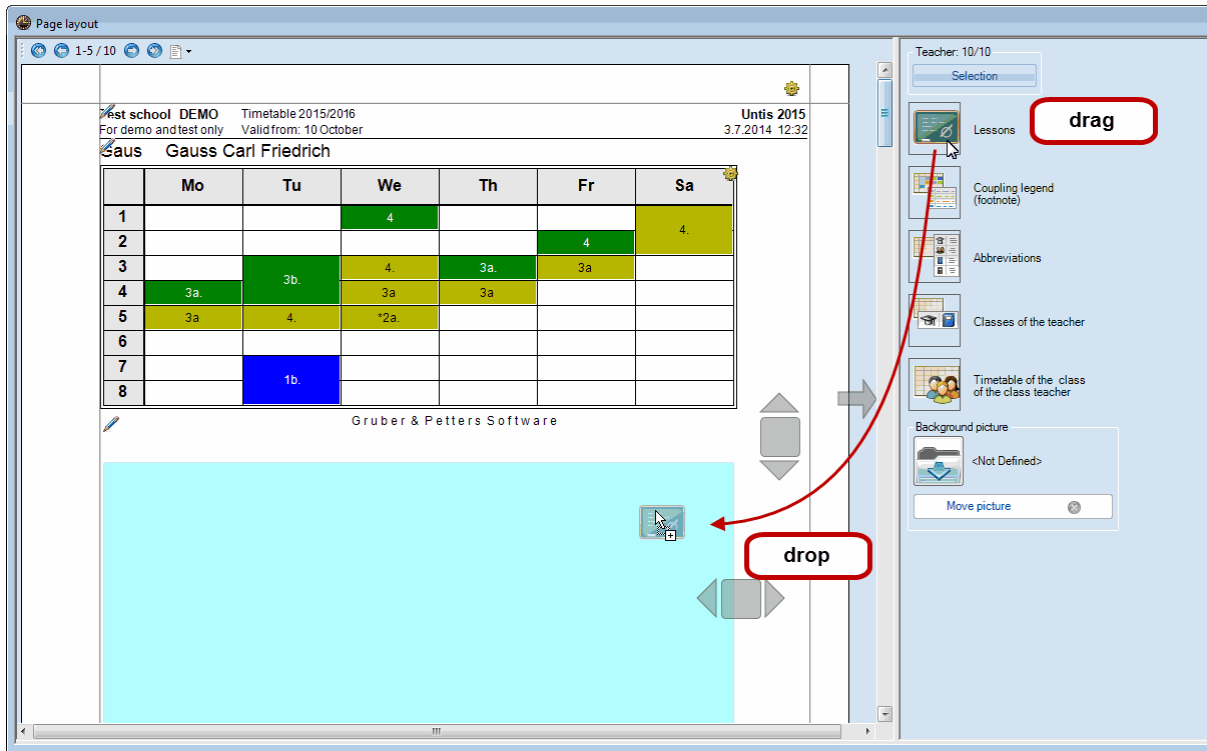 Page layout
1-5 / 10
Test school DEMO Timetable 2015/2016 Untis 2015
For demo and test only Valid from: 10 October 3.7.2014 12:32
Gaus Gauss Carl Friedrich
Mo Tu We Th Fr Sa
1 4 4.
2 4
3 3b. 4. 3a. 3a
4 3a. 3a 3a
5 3a 4. *2a.
6
7 1b.
8
Gruber & Petters Software
Teacher: 10/10
Selection
Lessons
drag
Coupling legend
(footnote)
Abbreviations
Classes of the teacher
Timetable of the class
of the class teacher
Background picture
<Not Defined>
Move picture
drop